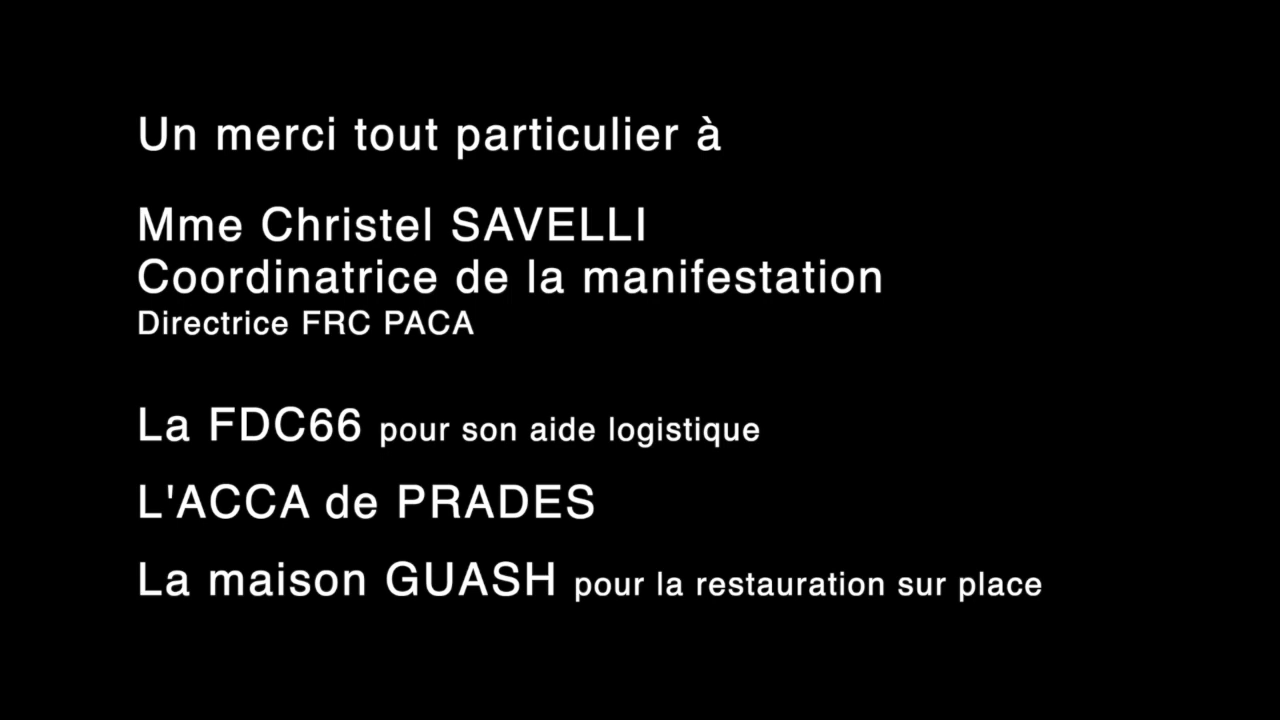 Un merci tout particulier à
Mme Christel SAVELLI
Coordinatrice de la manifestation
Directrice FRC PACA
La FDC66 pour son aide logistique
L'ACCA de PRADES
La maison GUASH pour la restauration sur place